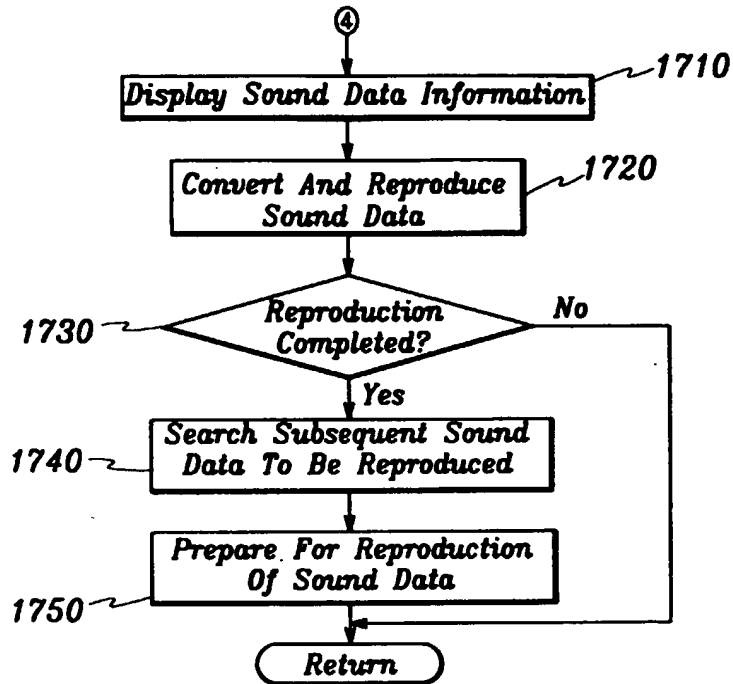 ④
Display Sound Data Information
1710
Convert And Reproduce
Sound Data
1720
Reproduction
Completed?
1730
No
Yes
Search Subsequent Sound
Data To Be Reproduced
1740
Prepare For Reproduction
Of Sound Data
1750
Return